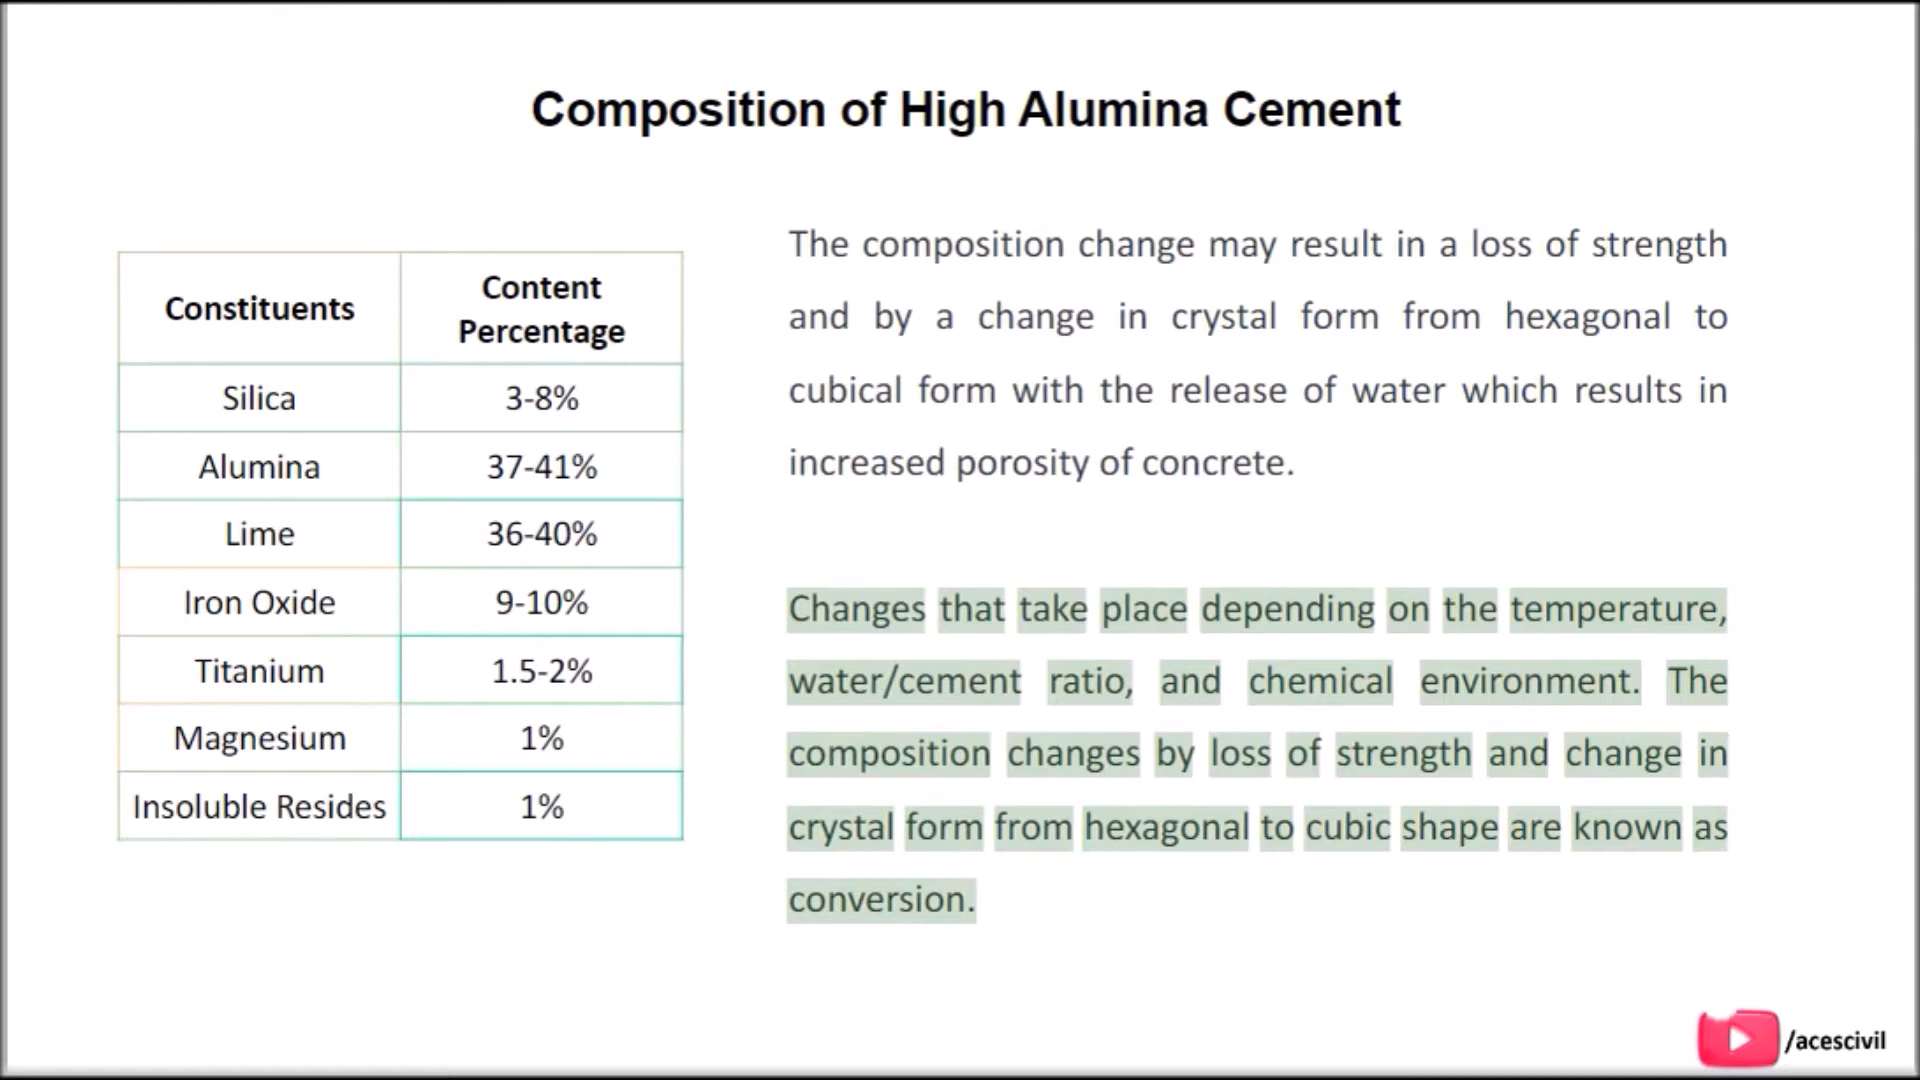 Composition of High Alumina Cement
Constituents
Content
Percentage
Silica 3-8%
Alumina 37-41%
Lime 36-40%
Iron Oxide 9-10%
Titanium 1.5-2%
Magnesium 1%
Insoluble Resides 1%
The composition change may result in a loss of strength
and by a change in crystal form from hexagonal to
cubical form with the release of water which results in
increased porosity of concrete.
Changes that take place depending on the temperature,
water/cement ratio, and chemical environment. The
composition changes by loss of strength and change in
crystal form from hexagonal to cubic shape are known as
conversion.
/acescivil